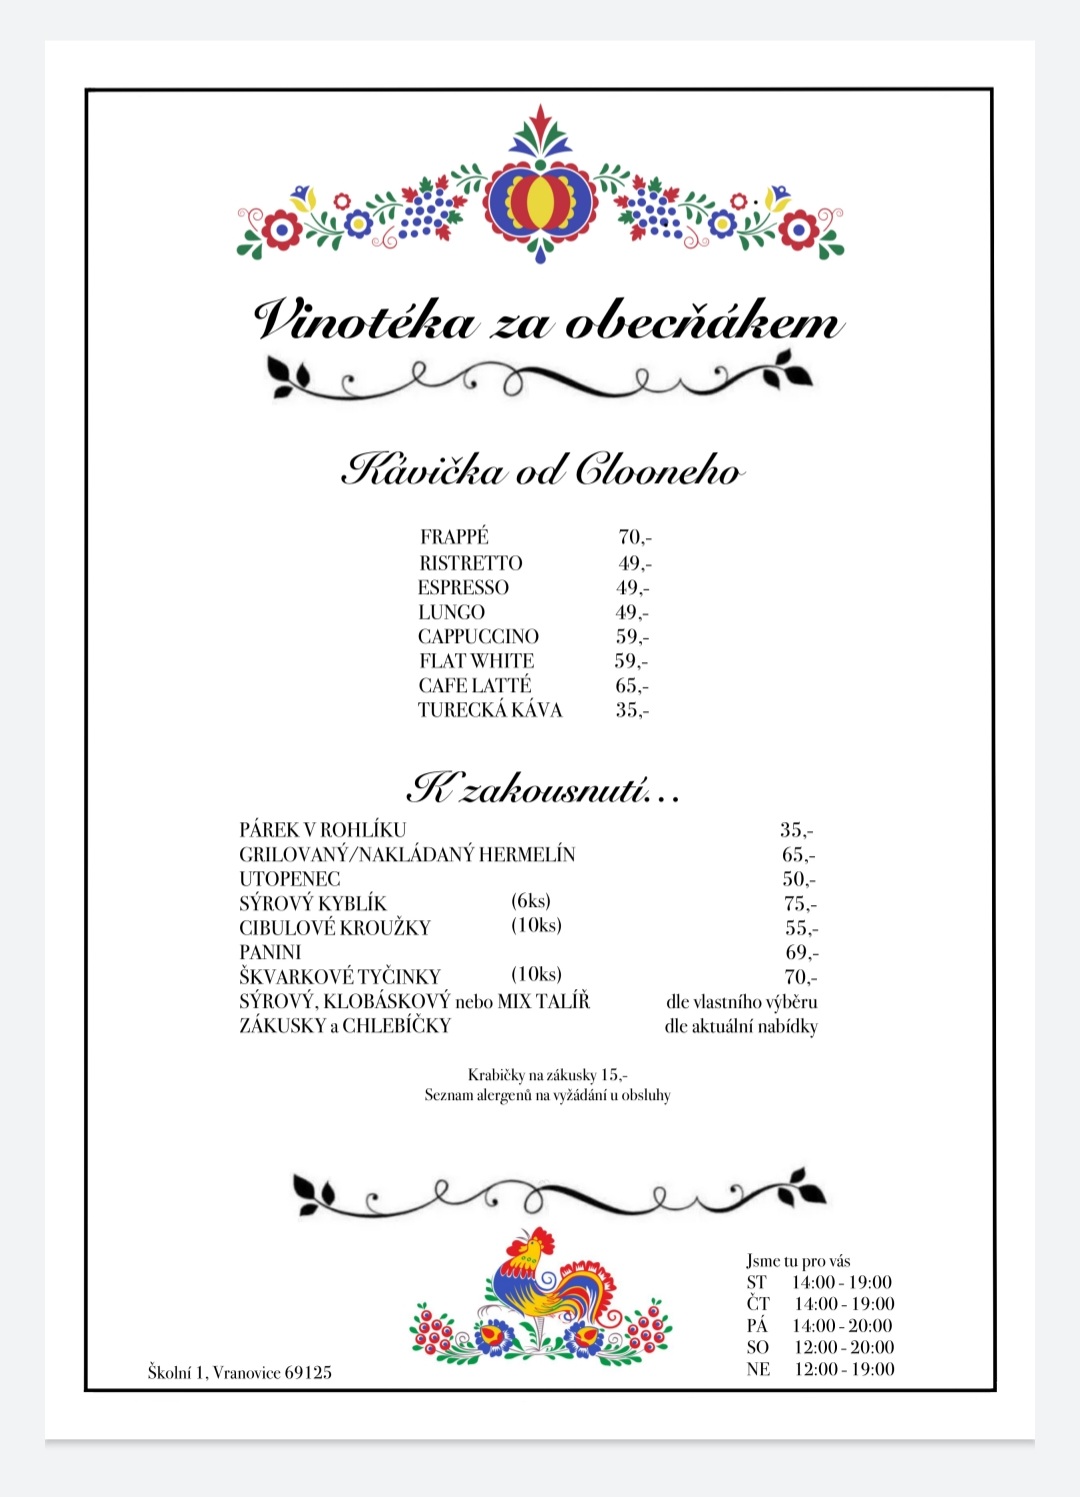 Vinotéka za obecňákem
Kávička od Clooneho
FRAPPÉ 70,-
RISTRETTO 49,-
ESPRESSO 49,-
LUNGO 49,-
CAPPUCCINO 59,-
FLAT WHITE 59,-
CAFE LATTÉ 65,-
TURECKÁ KÁVA 35,-
K zakousnutí...
PÁREK V ROHLÍKU 35,-
GRILOVANÝ/NAKLÁDANÝ HERMELÍN 65,-
UTOPENEC 50,-
SÝROVÝ KYBLÍK (6ks) 75,-
CIBULOVÉ KROUŽKY (10ks) 55,-
PANINI 69,-
ŠKVARKOVÉ TYČINKY (10ks) 70,-
SÝROVÝ, KLOBÁSKOVÝ nebo MIX TALÍŘ dle vlastního výběru
ZÁKUSKY a CHLEBÍČKY dle aktuální nabídky
Krabičky na zákusky 15,-
Seznam alergenů na vyžádání u obsluhy
Jsme tu pro vás
ST 14:00 - 19:00
ČT 14:00 - 19:00
PÁ 14:00 - 20:00
SO 12:00 - 20:00
NE 12:00 - 19:00
Školní 1, Vranovice 69125